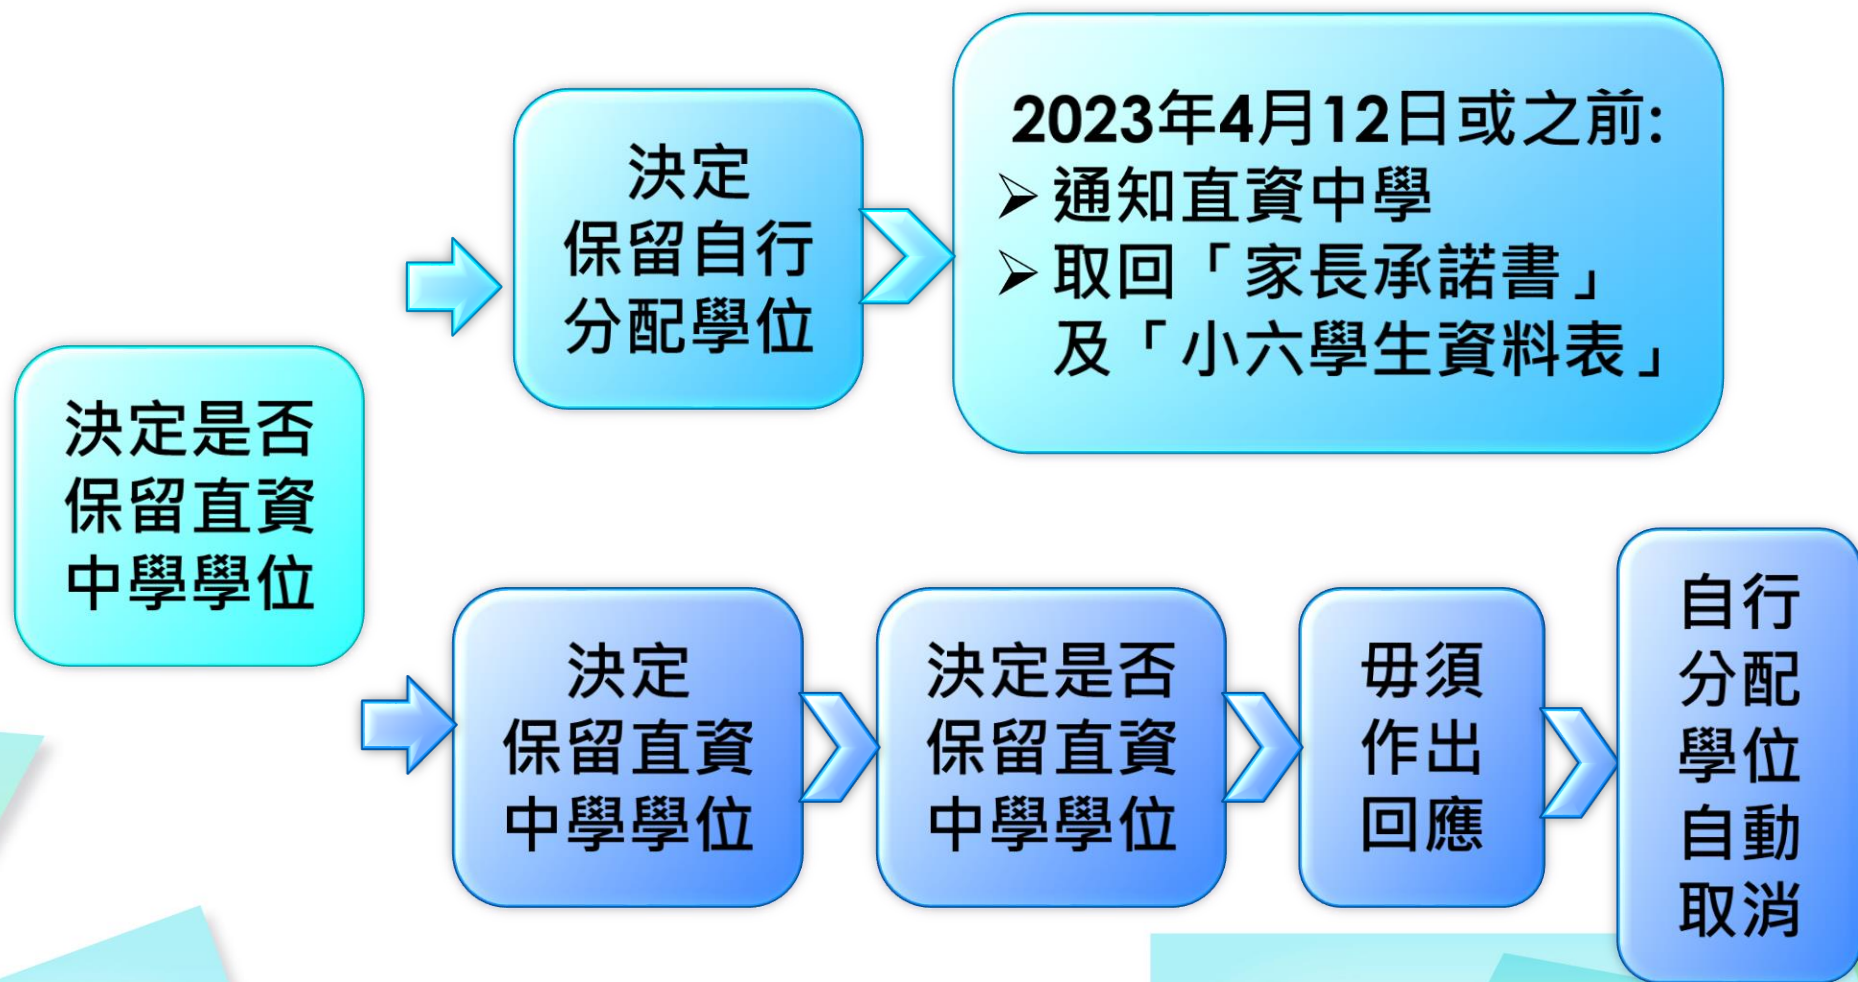 決定是否
保留直資
中學學位
決定
保留自行
分配學位
2023年4月12日或之前:
➢通知直資中學
➢取回「家長承諾書」
及「小六學生資料表」
決定
保留直資
中學學位
決定是否
保留直資
中學學位
毋須
作出
回應
自行
分配
學位
自動
取消